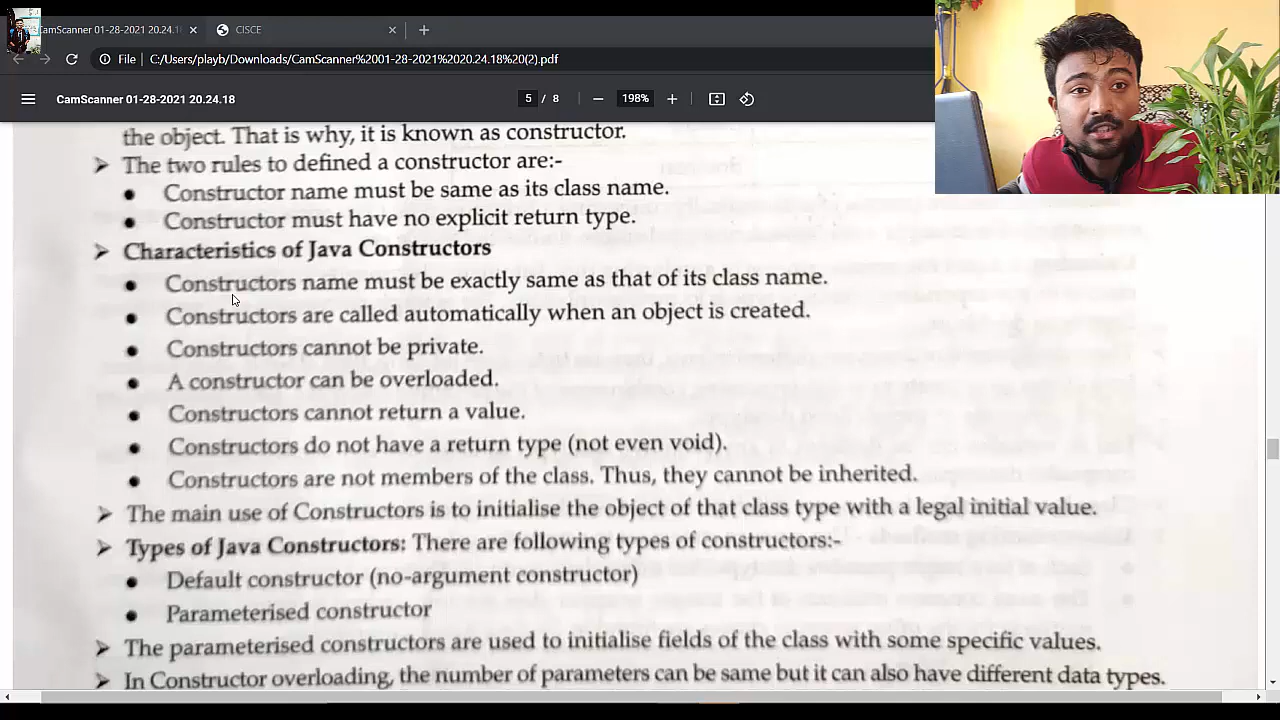 CamScanner 01-28-2021 20.24.1
CISCE
File
C:/Users/playb/Downloads/CamScanner%2001-28-2021%2020.24.18%20(2).pdf
CamScanner 01-28-2021 20.24.18
5 / 8
198%
the object. That is why, it is known as constructor.
➢ The two rules to defined a constructor are:-
● Constructor name must be same as its class name.
● Constructor must have no explicit return type.
➢ Characteristics of Java Constructors
● Constructors name must be exactly same as that of its class name.
● Constructors are called automatically when an object is created.
● Constructors cannot be private.
● A constructor can be overloaded.
● Constructors cannot return a value.
● Constructors do not have a return type (not even void).
● Constructors are not members of the class. Thus, they cannot be inherited.
➢ The main use of Constructors is to initialise the object of that class type with a legal initial value.
➢ Types of Java Constructors: There are following types of constructors:-
● Default constructor (no-argument constructor)
● Parameterised constructor
➢ The parameterised constructors are used to initialise fields of the class with some specific values.
➢ In Constructor overloading, the number of parameters can be same but it can also have different data types.